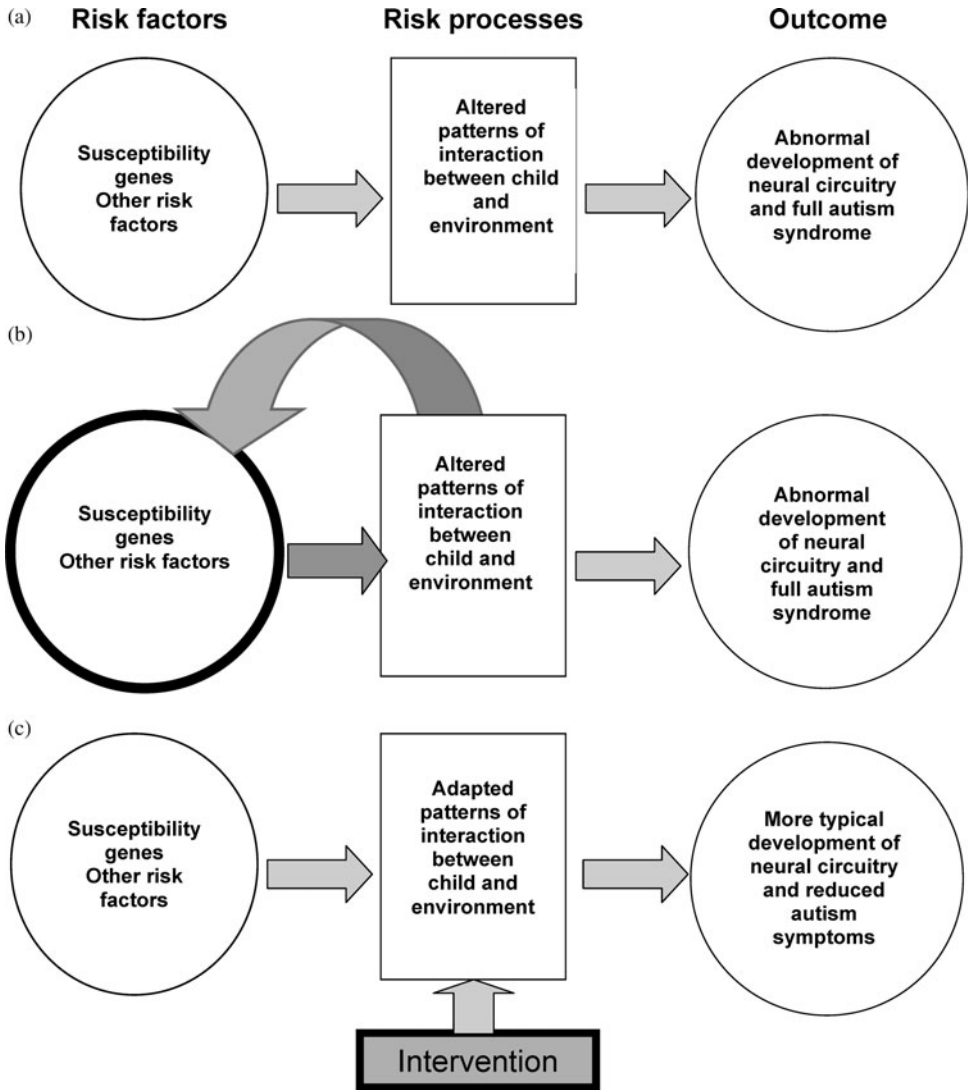 (a)
Risk factors
Risk processes
Outcome
Susceptibility
genes
Other risk
factors
Altered
patterns of
interaction
between child
and
environment
Abnormal
development of
neural circuitry
and full autism
syndrome
(b)
Susceptibility
genes
Other risk factors
Altered
patterns of
interaction
between
child and
environment
Abnormal
development
of neural
circuitry and
full autism
syndrome
(c)
Susceptibility
genes
Other risk
factors
Adapted
patterns of
interaction
between
child and
environment
More typical
development of
neural circuitry
and reduced
autism
symptoms
Intervention